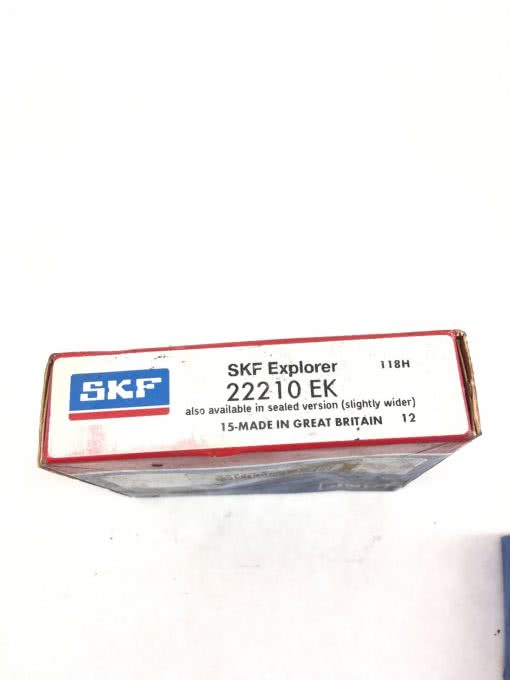 SKF
SKF Explorer 118H
22210 EK
also available in sealed version (slightly wider)
15-MADE IN GREAT BRITAIN 12